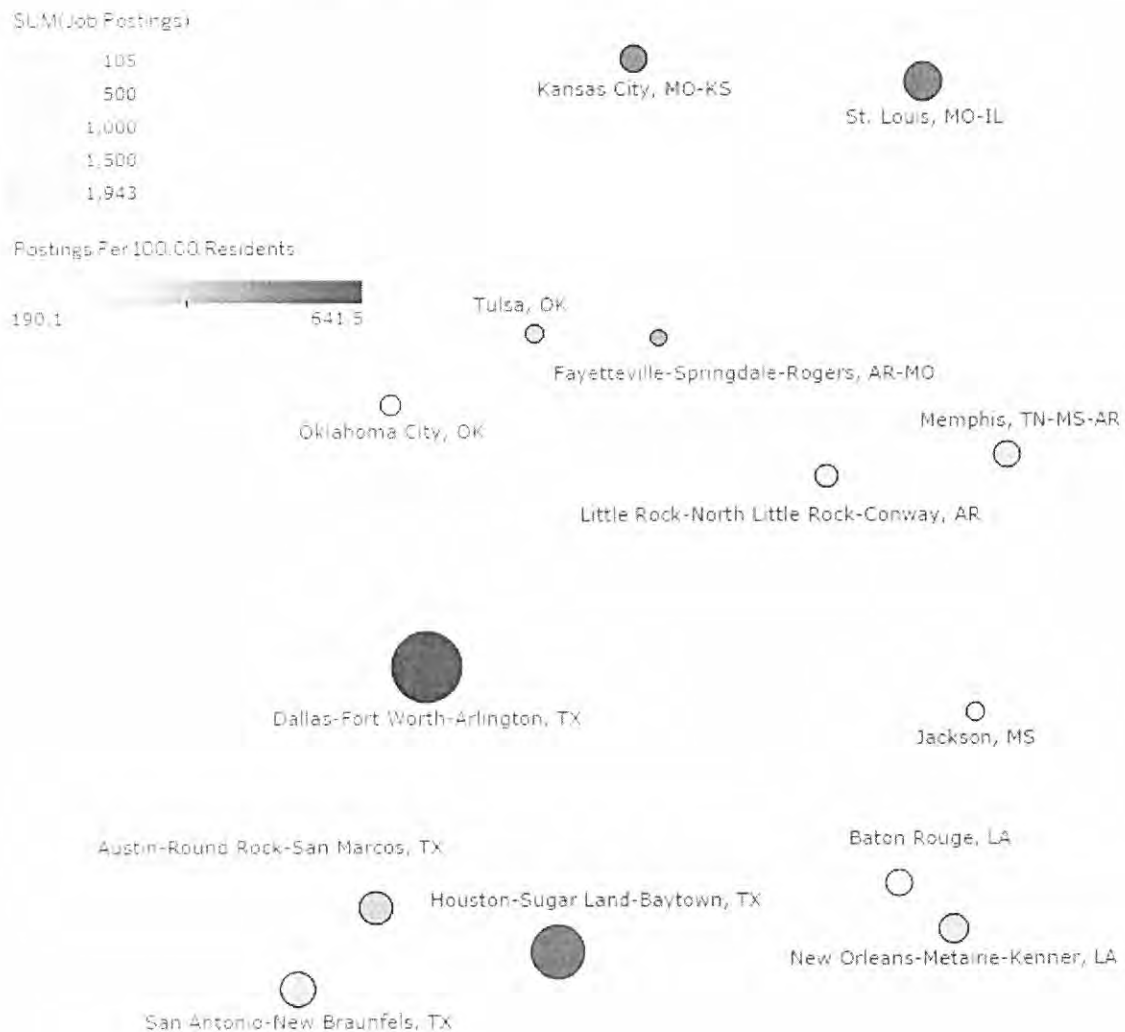 SUM(Job Postings)
105
500
1,000
1,500
1,943
Postings Per 100,00 Residents
190.1 641.5
Kansas City, MO-KS
St. Louis, MO-IL
Tulsa, OK
Fayetteville-Springdale-Rogers, AR-MO
Oklahoma City, OK
Memphis, TN-MS-AR
Little Rock-North Little Rock-Conway, AR
Dallas-Fort Worth-Arlington, TX
Jackson, MS
Austin-Round Rock-San Marcos, TX
Baton Rouge, LA
Houston-Sugar Land-Baytown, TX
New Orleans-Metairie-Kenner, LA
San Antonio-New Braunfels, TX